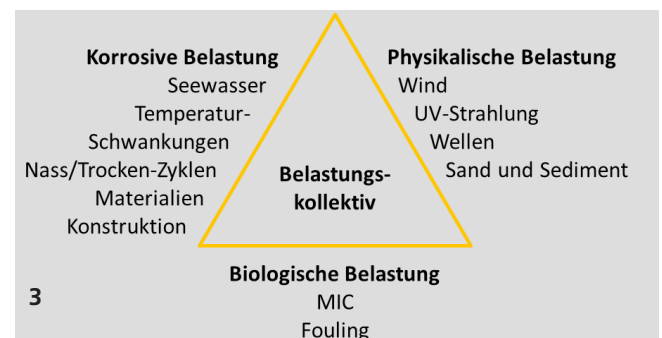 Korrosive Belastung
Seewasser
Temperatur-
Schwankungen
Nass/Trocken-Zyklen
Materialien
Konstruktion
Physikalische Belastung
Wind
UV-Strahlung
Wellen
Sand und Sediment
Belastungs-
kollektiv
Biologische Belastung
MIC
Fouling
3